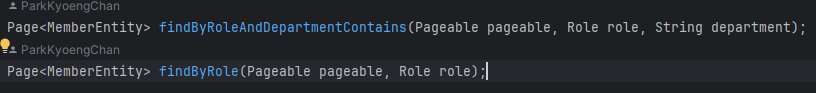 ParkKyoengChan
Page<MemberEntity> findByRoleAndDepartmentContains(Pageable pageable, Role role, String department);
ParkKyoengChan
Page<MemberEntity> findByRole(Pageable pageable, Role role);